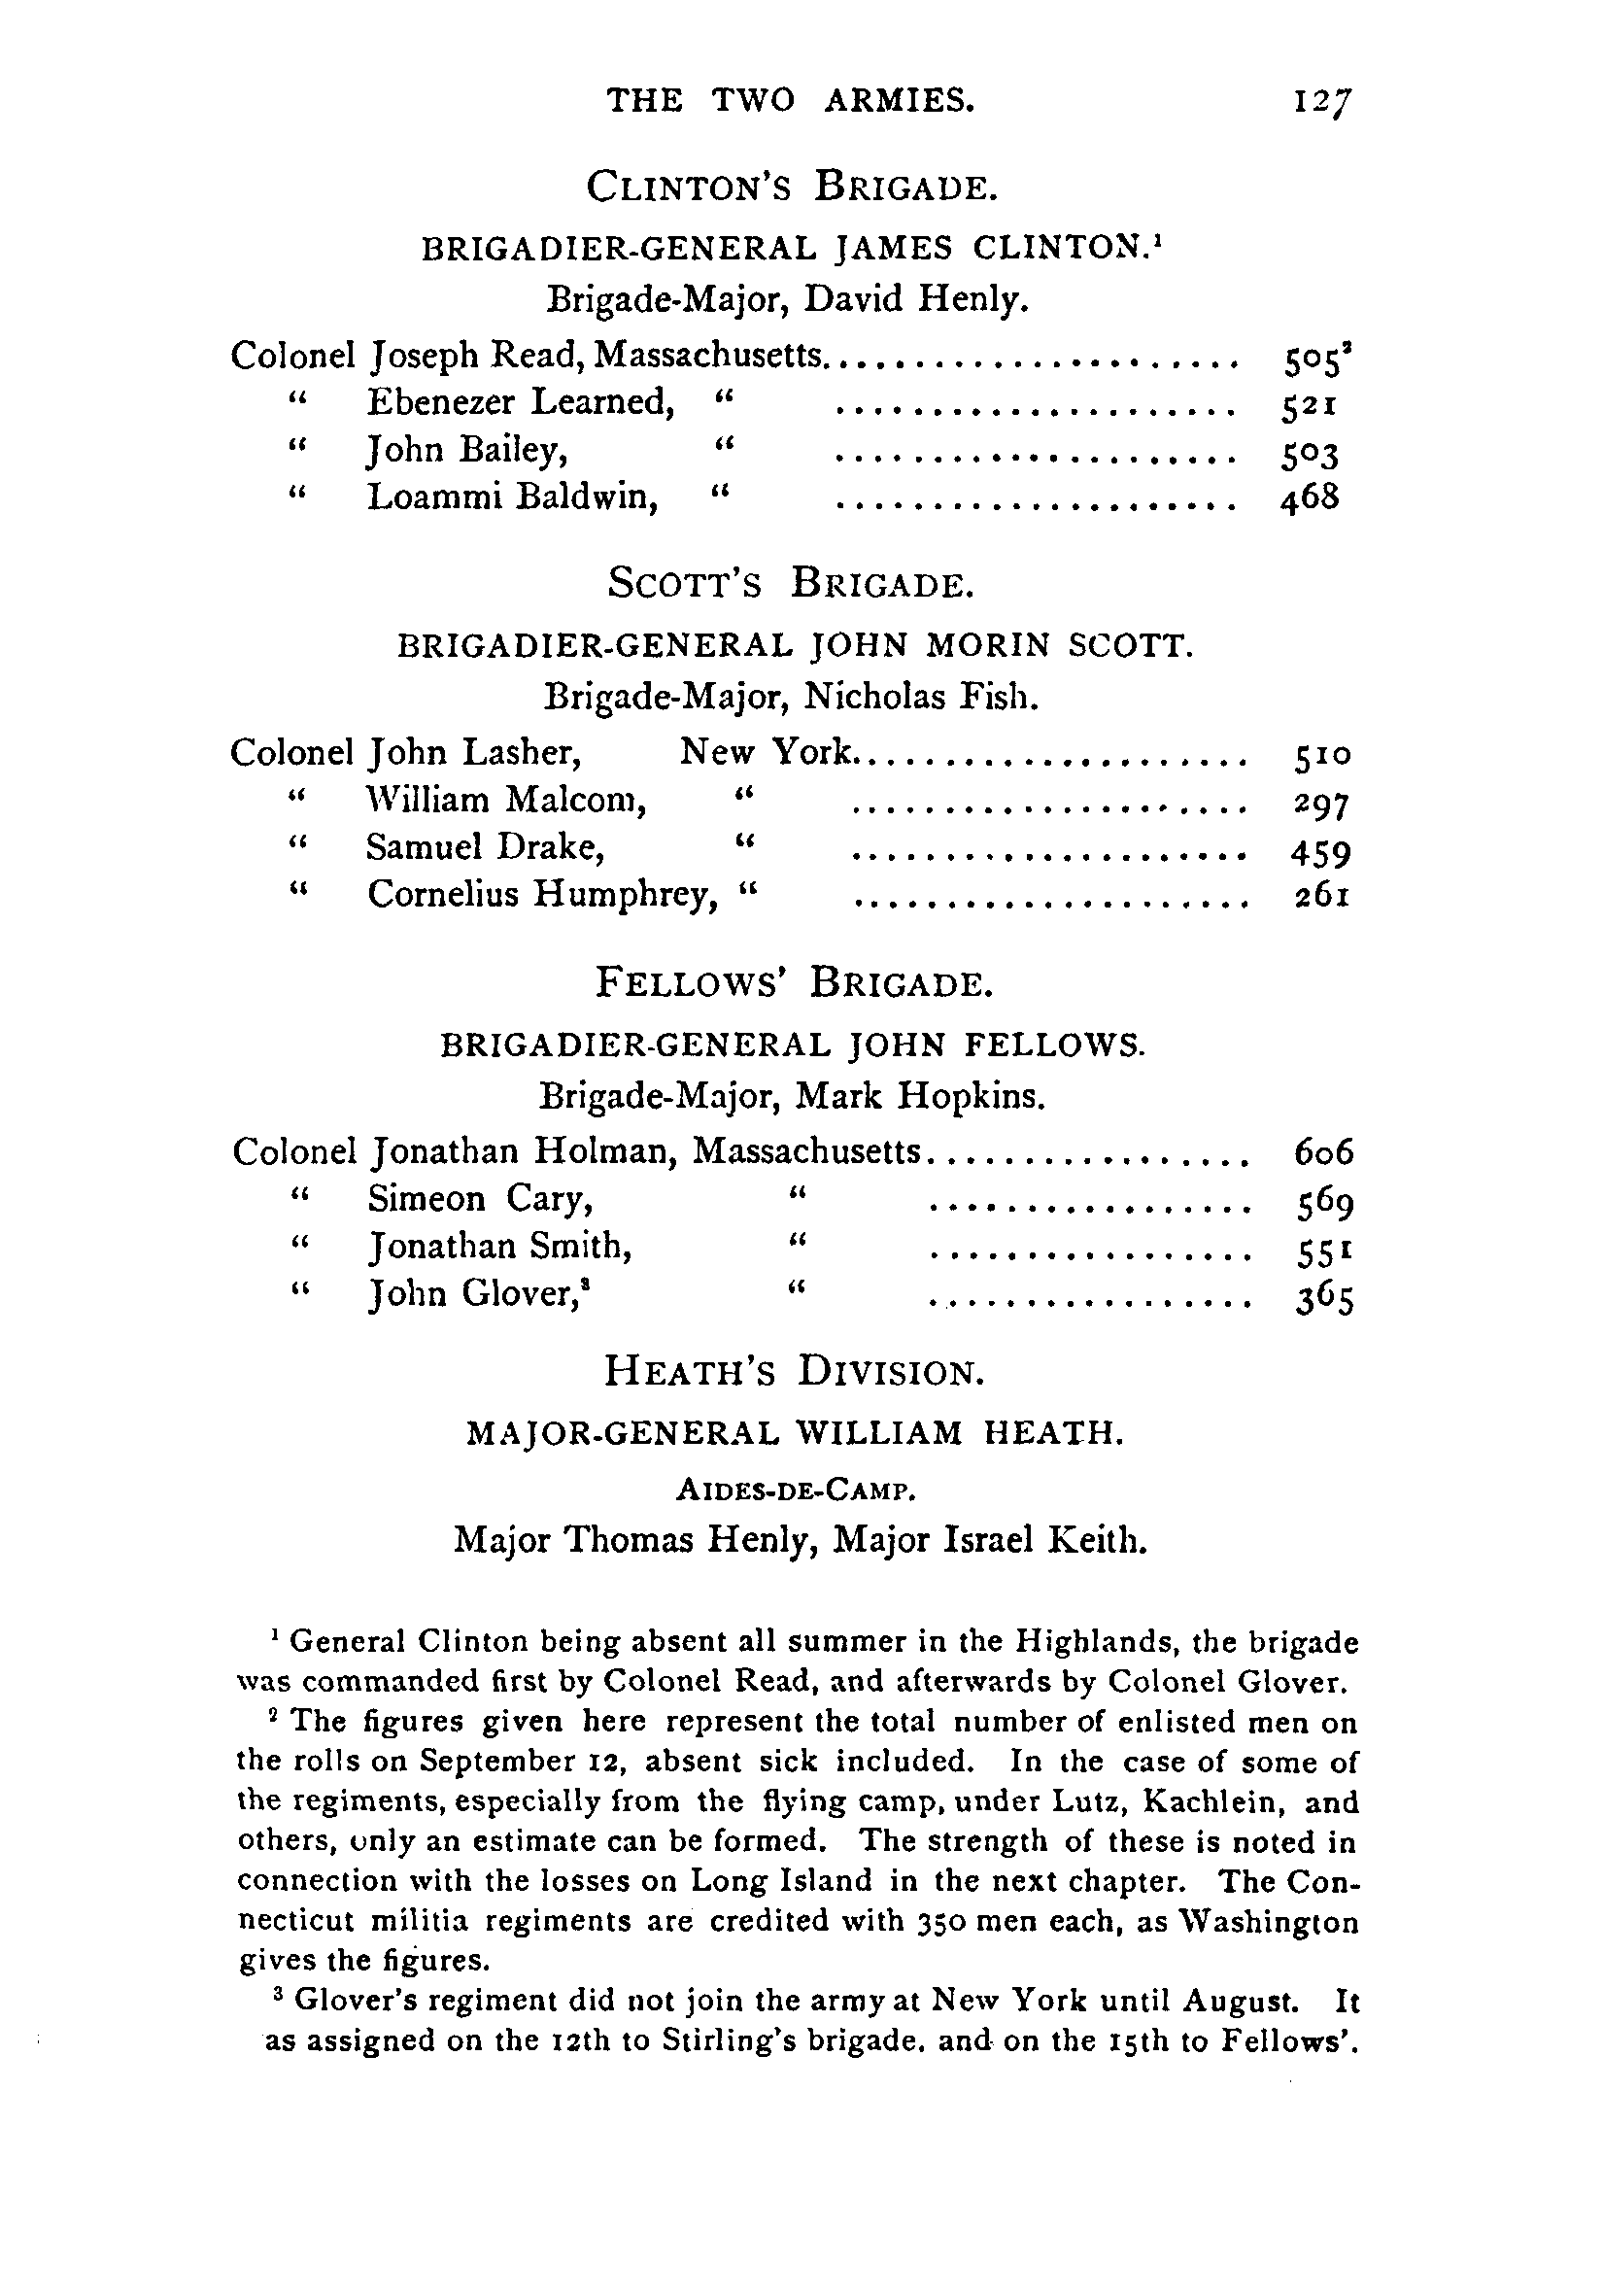 THE TWO ARMIES. 127
CLINTON'S BRIGADE.
BRIGADIER-GENERAL JAMES CLINTON.¹
Brigade-Major, David Henly.
Colonel Joseph Read, Massachusetts...................... 505²
“ Ebenezer Learned, “ ..................... 521
“ John Bailey, “ ..................... 503
“ Loammi Baldwin, “ ..................... 468
SCOTT'S BRIGADE.
BRIGADIER-GENERAL JOHN MORIN SCOTT.
Brigade-Major, Nicholas Fish.
Colonel John Lasher, New York..................... 510
“ William Malcom, “ ..................... 297
“ Samuel Drake, “ ..................... 459
“ Cornelius Humphrey, “ ..................... 261
FELLOWS' BRIGADE.
BRIGADIER-GENERAL JOHN FELLOWS.
Brigade-Major, Mark Hopkins.
Colonel Jonathan Holman, Massachusetts................. 606
“ Simeon Cary, “ ................. 569
“ Jonathan Smith, “ ................. 551
“ John Glover,³ “ ................. 365
HEATH'S DIVISION.
MAJOR-GENERAL WILLIAM HEATH.
AIDES-DE-CAMP.
Major Thomas Henly, Major Israel Keith.
¹ General Clinton being absent all summer in the Highlands, the brigade
was commanded first by Colonel Read, and afterwards by Colonel Glover.
² The figures given here represent the total number of enlisted men on
the rolls on September 12, absent sick included. In the case of some of
the regiments, especially from the flying camp, under Lutz, Kachlein, and
others, only an estimate can be formed. The strength of these is noted in
connection with the losses on Long Island in the next chapter. The Con-
necticut militia regiments are credited with 350 men each, as Washington
gives the figures.
³ Glover's regiment did not join the army at New York until August. It
as assigned on the 12th to Stirling's brigade. and on the 15th to Fellows'.